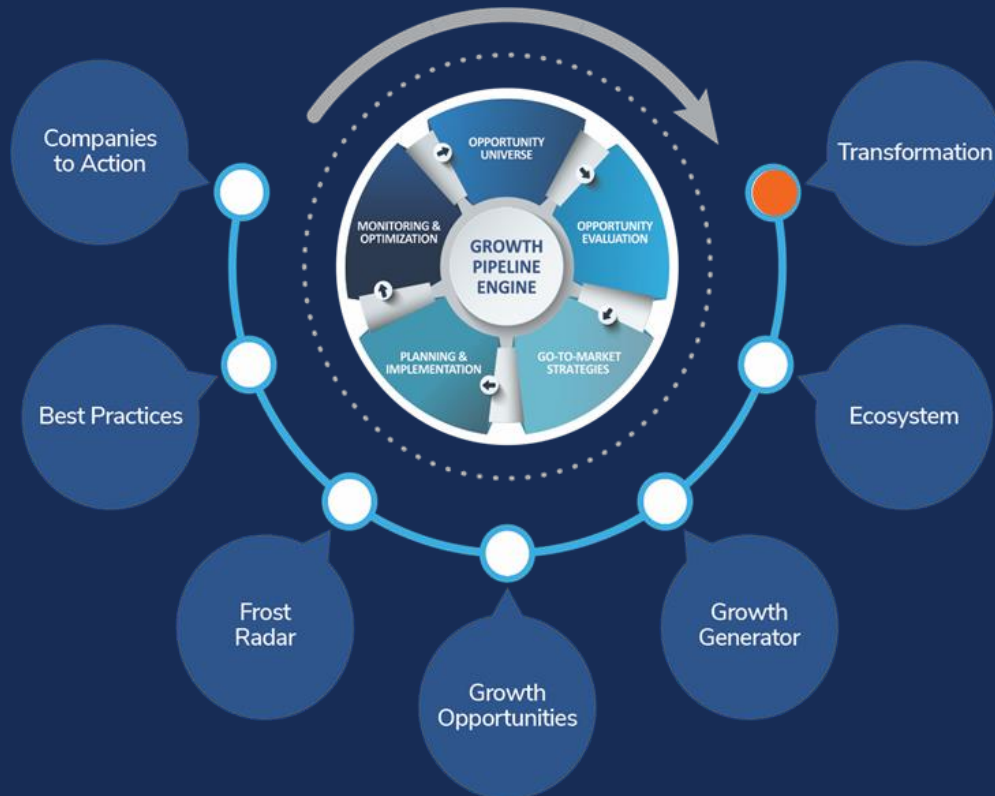 Companies
to Action
Best Practices
Frost
Radar
Growth
Opportunities
Growth
Generator
Ecosystem
Transformation
OPPORTUNITY
UNIVERSE
OPPORTUNITY
EVALUATION
GO-TO-MARKET
STRATEGIES
PLANNING &
IMPLEMENTATION
MONITORING &
OPTIMIZATION
GROWTH
PIPELINE
ENGINE